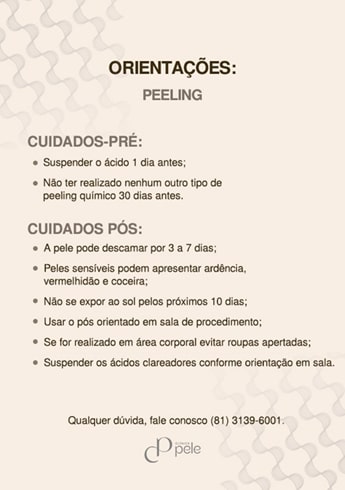 ORIENTAÇÕES:
PEELING
CUIDADOS-PRÉ:
Suspender o ácido 1 dia antes;
Não ter realizado nenhum outro tipo de
peeling químico 30 dias antes.
CUIDADOS PÓS:
A pele pode descamar por 3 a 7 dias;
Peles sensíveis podem apresentar ardência,
vermelhidão e coceira;
Não se expor ao sol pelos próximos 10 dias;
Usar o pós orientado em sala de procedimento;
Se for realizado em área corporal evitar roupas apertadas;
Suspender os ácidos clareadores conforme orientação em sala.
Qualquer dúvida, fale conosco (81) 3139-6001.
pele